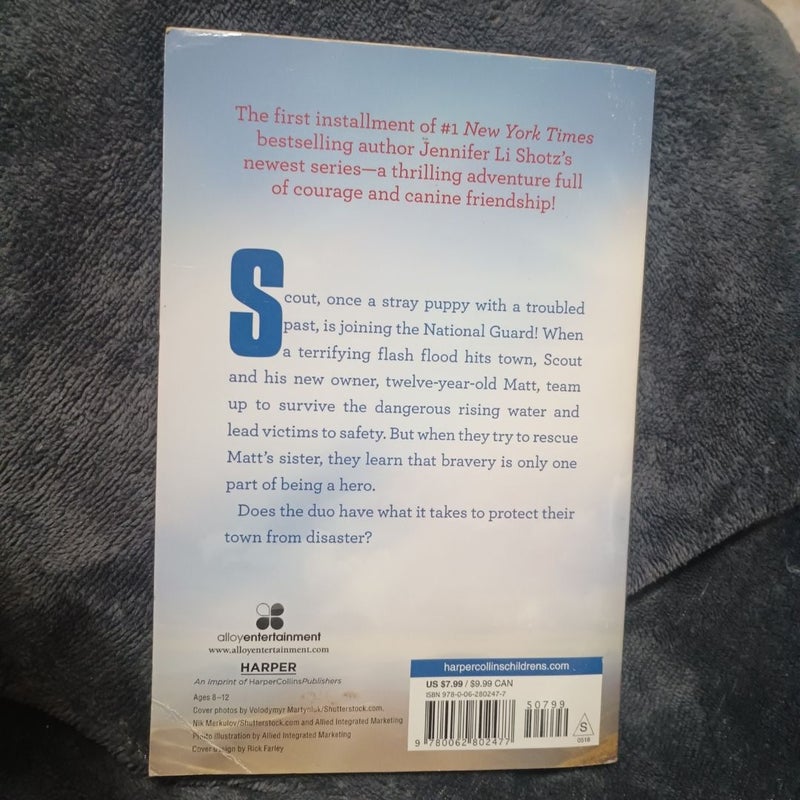 The first installment of #1 New York Times
bestselling author Jennifer Li Shotz's
newest series—a thrilling adventure full
of courage and canine friendship!
Scout, once a stray puppy with a troubled
past, is joining the National Guard! When
a terrifying flash flood hits town, Scout
and his new owner, twelve-year-old Matt, team
up to survive the dangerous rising water and
lead victims to safety. But when they try to rescue
Matt's sister, they learn that bravery is only one
part of being a hero.
Does the duo have what it takes to protect their
town from disaster?
alloyentertainment
www.alloyentertainment.com
HARPER
An Imprint of HarperCollinsPublishers
Ages 8–12
Cover photos by Volodymyr Martyniuk/Shutterstock.com,
Nik Merkulov/Shutterstock.com and Allied Integrated Marketing
Photo illustration by Allied Integrated Marketing
Cover design by Rick Farley
harpercollinschildrens.com
US $7.99 / $9.99 CAN
ISBN 978-0-06-280247-7
50799
9 780062 802477
S
0518